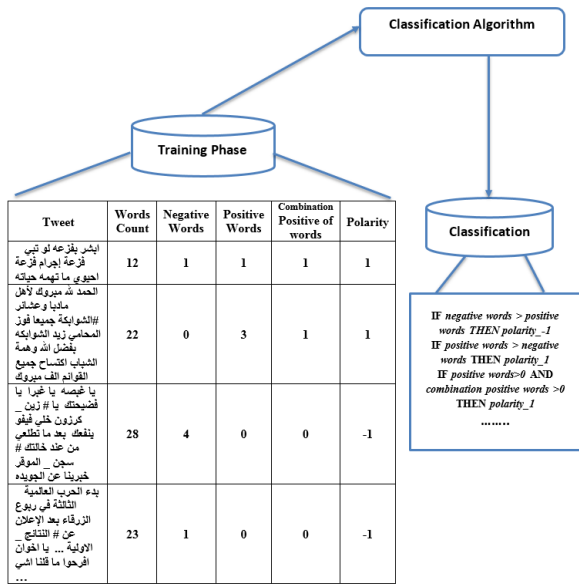 Classification Algorithm
Training Phase
Classification
Tweet
Words
Count
Negative
Words
Positive
Words
Combination
Positive of
words
Polarity
ابشر بفزعه لو تبي
فزعة إجرام فزعة
احيوي ما تهمه حياته
12
1
1
1
1
الحمد لله مبروك لأهل
مادبا وعشائر
#الشوابكة جميعا فوز
المحامي زيد الشوابكه
بفضل الله وهمة
الشباب اكتساح جميع
القوائم الف مبروك
22
0
3
1
1
يا غبصه يا غبرا يا
فضيحتك يا # زين _
كرزون خلي فيفو
ينفعك بعد ما تطلعي
من عند خالتك #
سجن _ الموقر
خبرينا عن الجويده
28
4
0
0
-1
بدء الحرب العالمية
الثالثة في ربوع
الزرقاء بعد الإعلان
عن # النتائج _
الاولية ... يا اخوان
افرحوا ما قلنا اشي
...
23
1
0
0
-1
IF negative words > positive
words THEN polarity_-1
IF positive words > negative
words THEN polarity_1
IF positive words>0 AND
combination positive words >0
THEN polarity_1
........